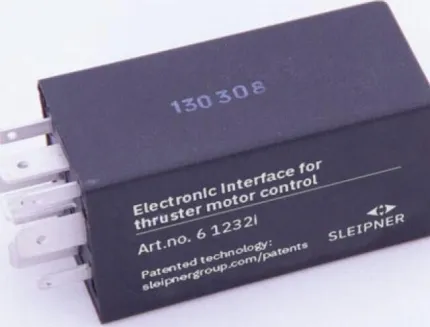 130308
Electronic Interface for
thruster motor control
Art.no. 6 1232i
Patented technology:
sleipnergroup.com/patents
SLEIPNER